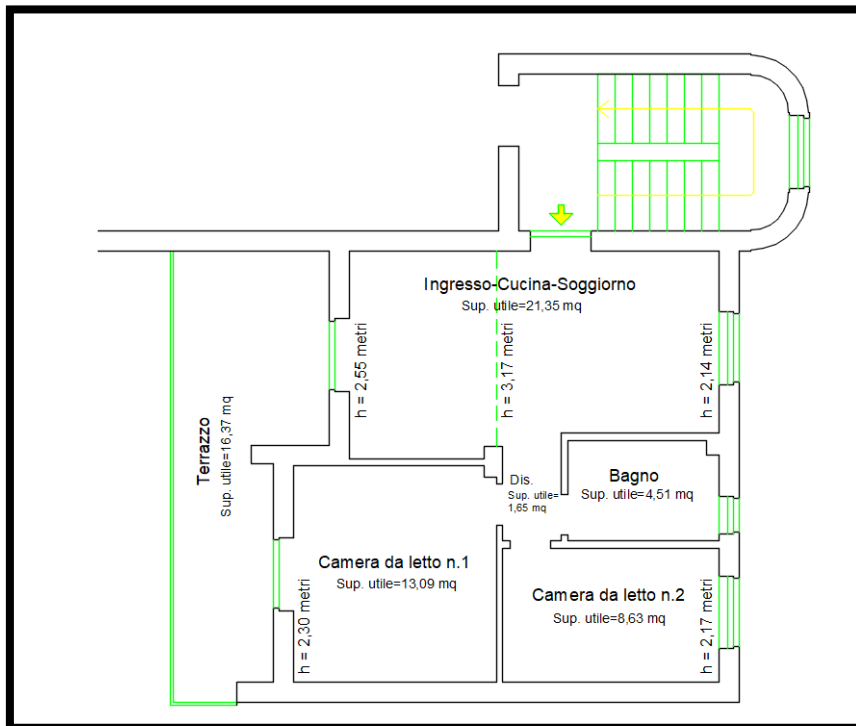 Ingresso-Cucina-Soggiorno
Sup. utile=21,35 mq
h = 2,55 metri
h = 3,17 metri
h = 2,14 metri
Terrazzo
Sup. utile=16,37 mq
Dis.
Sup. utile=
1,65 mq
Bagno
Sup. utile=4,51 mq
Camera da letto n.1
Sup. utile=13,09 mq
h = 2,30 metri
Camera da letto n.2
Sup. utile=8,63 mq
h = 2,17 metri